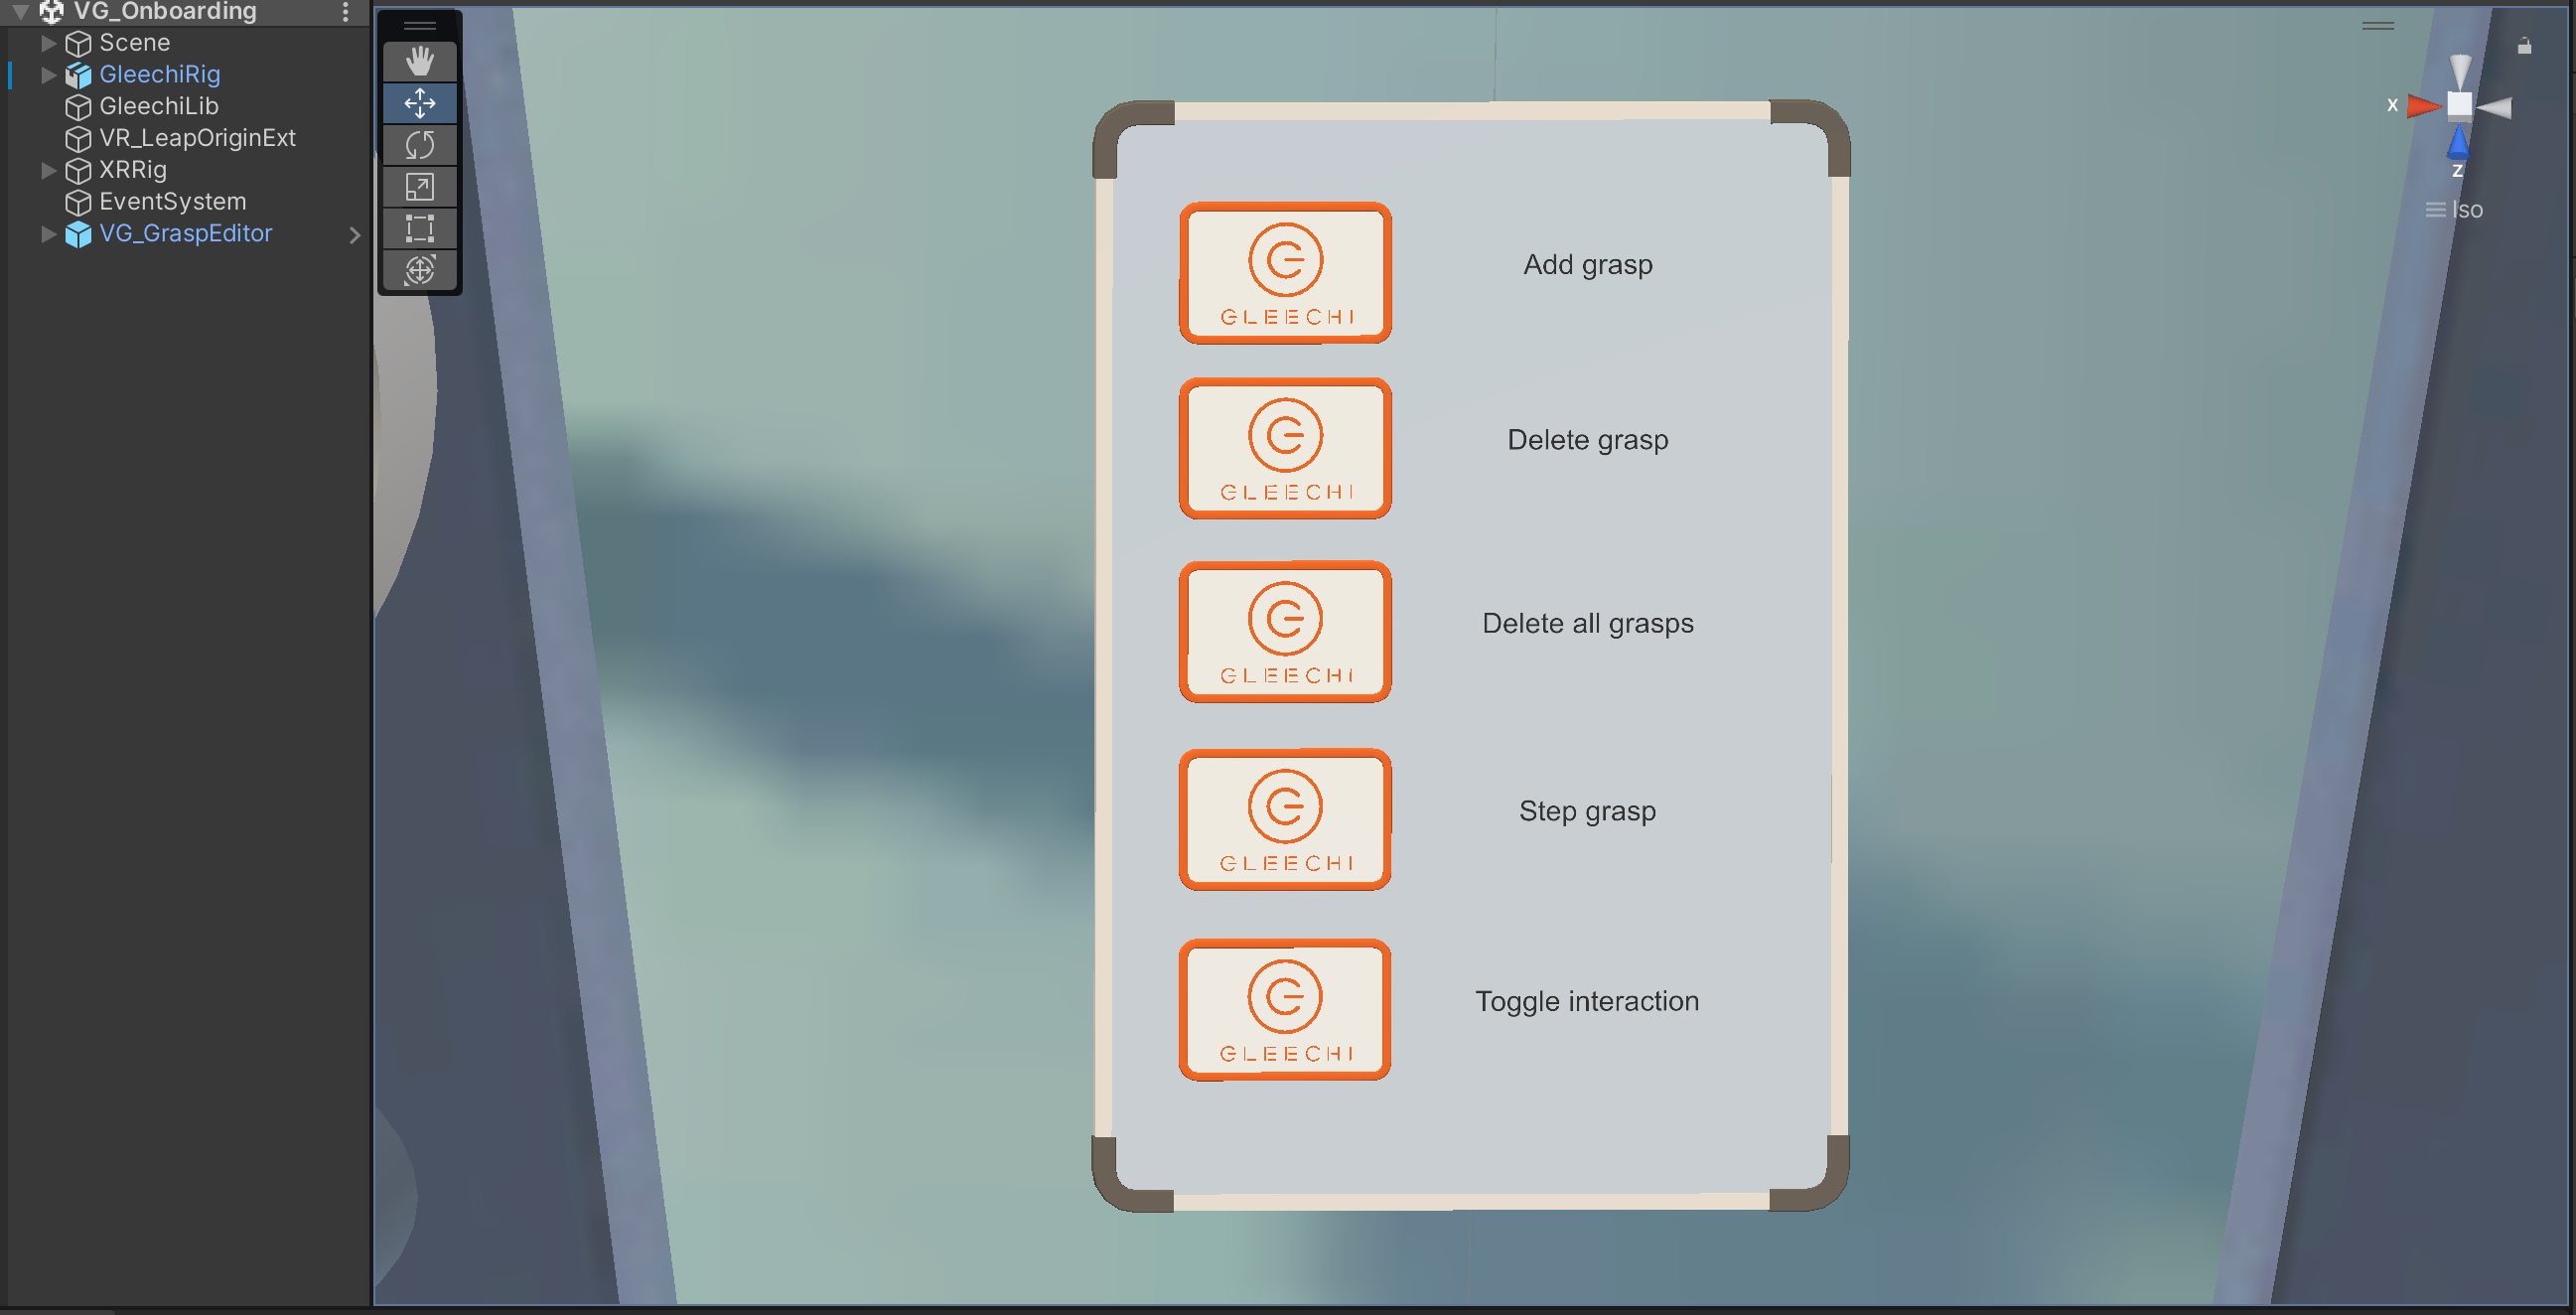 VG_Onboarding
Scene
GleechiRig
GleechiLib
VR_LeapOriginExt
XRRig
EventSystem
VG_GraspEditor
X
Z
Iso
GLEECHI
Add grasp
GLEECHI
Delete grasp
GLEECHI
Delete all grasps
GLEECHI
Step grasp
GLEECHI
Toggle interaction